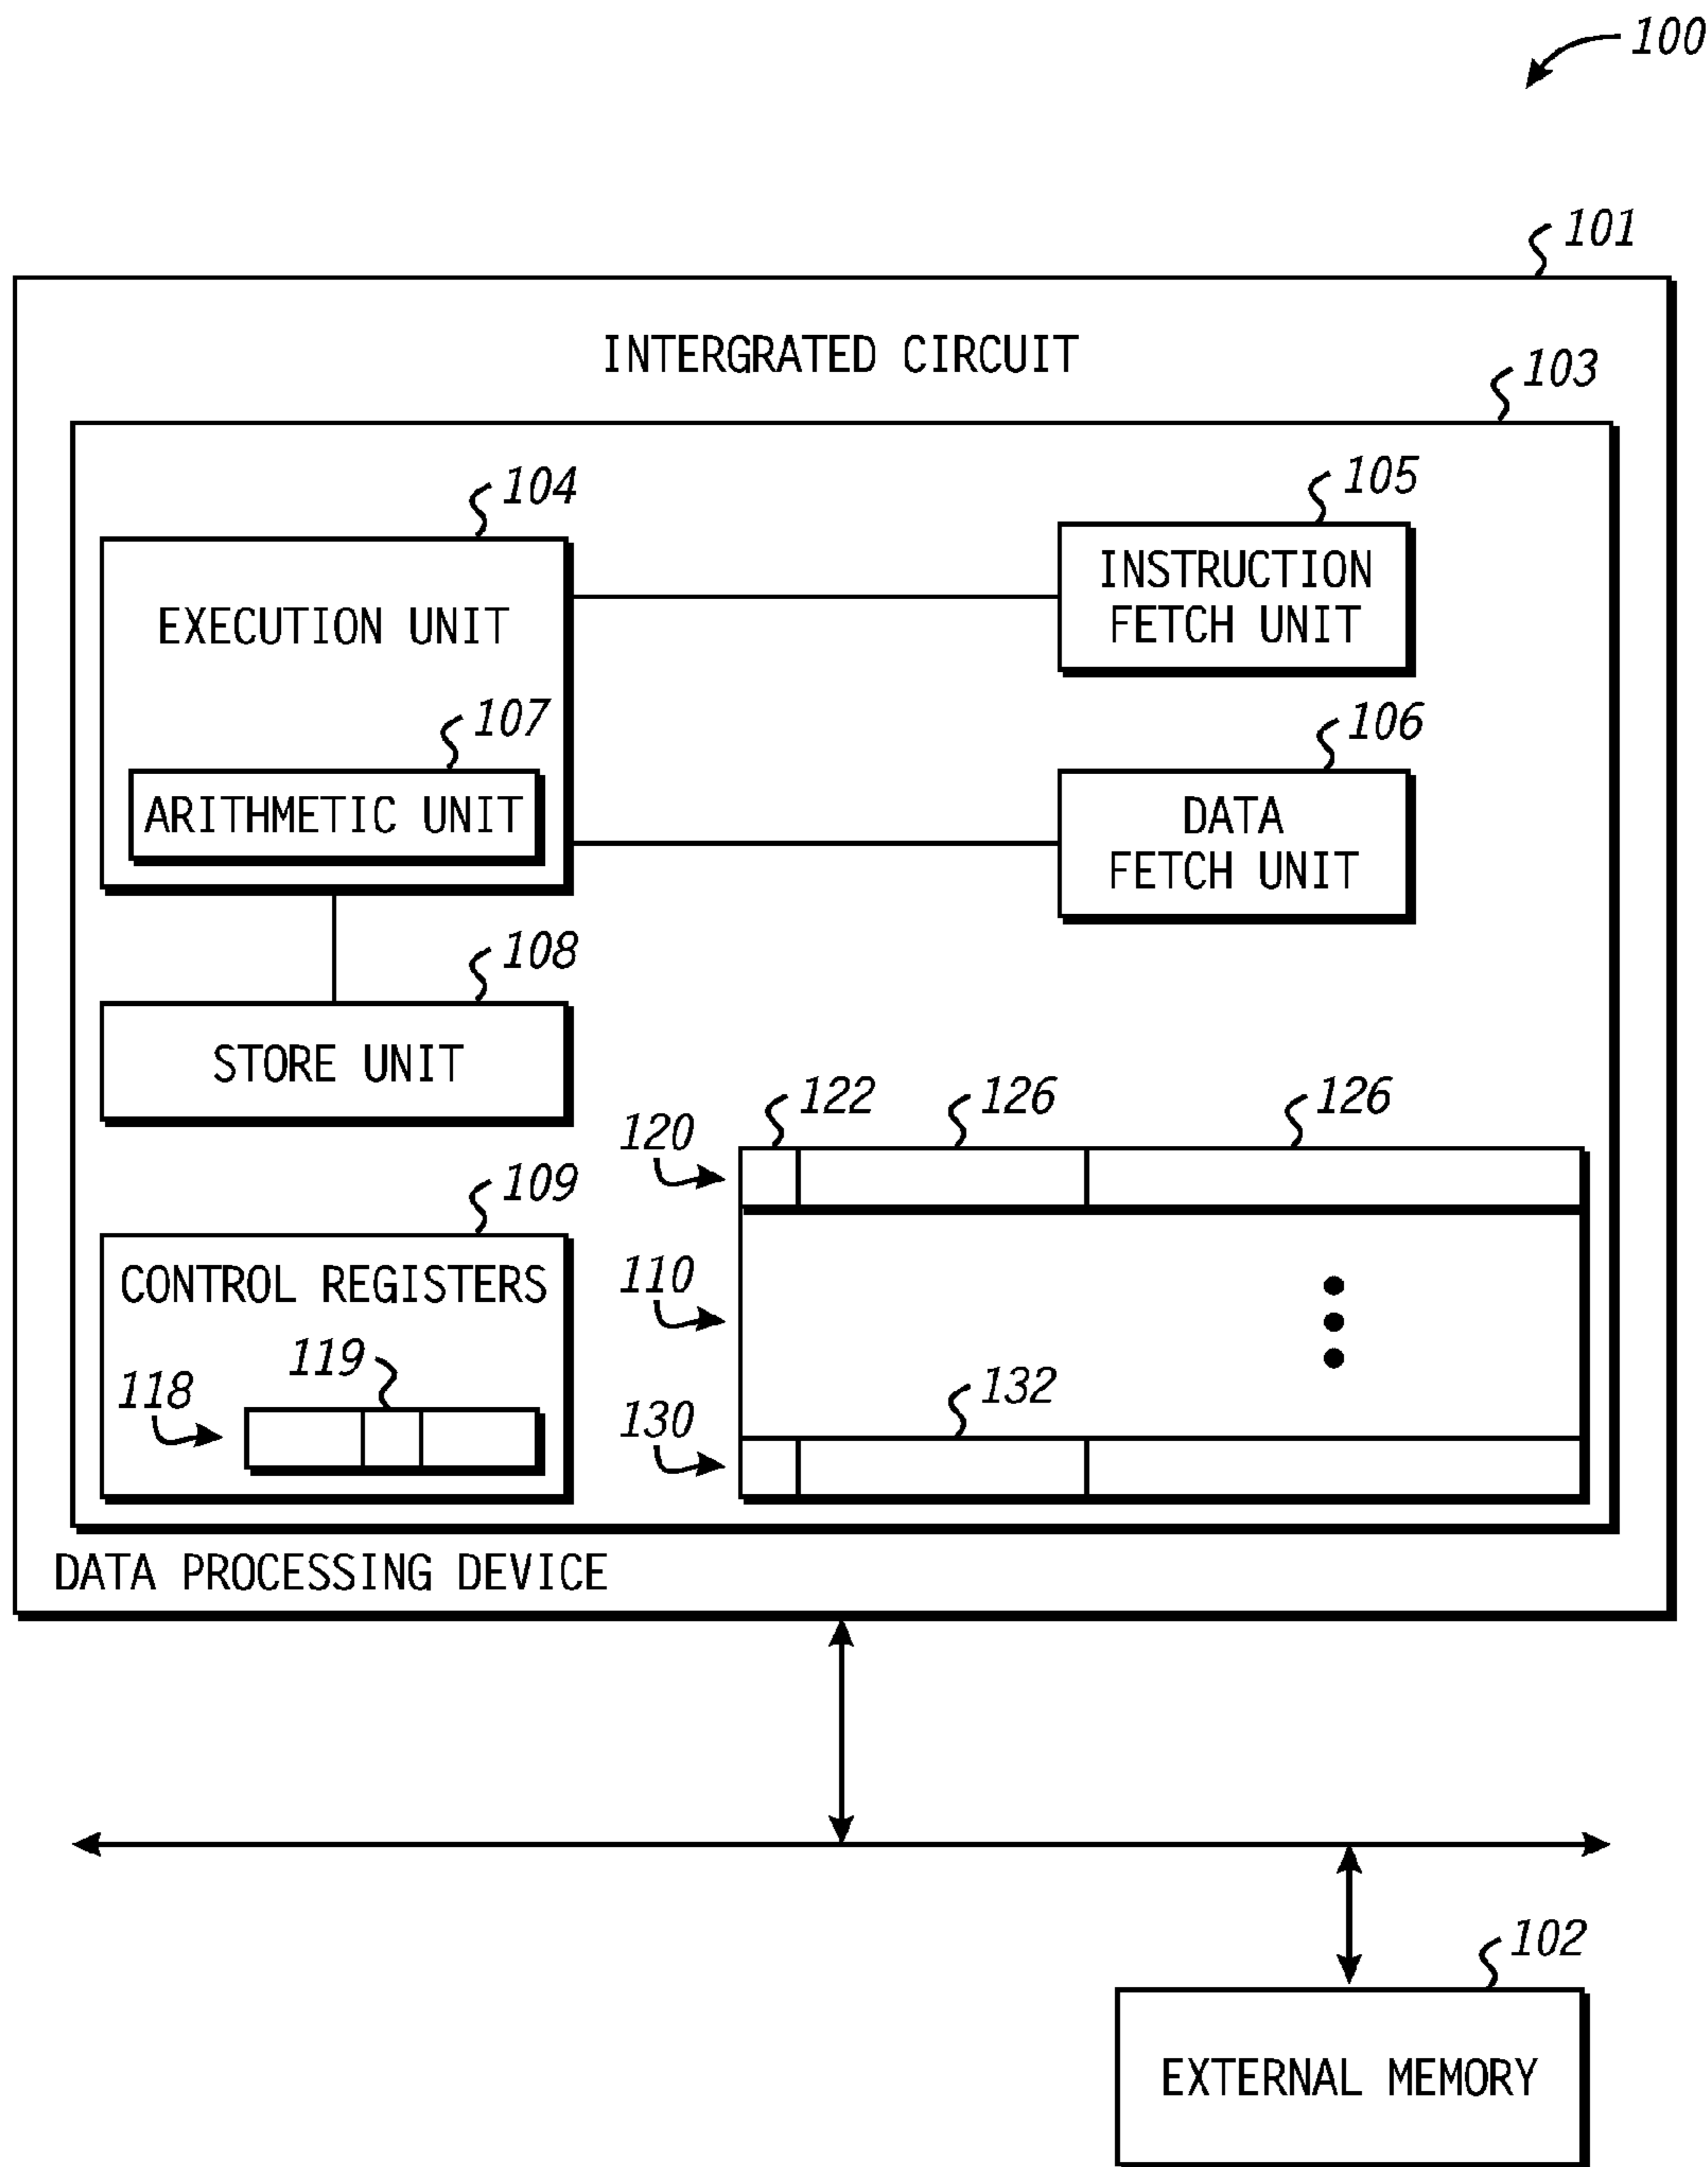 100
101
INTERGRATED CIRCUIT
103
104
105
EXECUTION UNIT
INSTRUCTION
FETCH UNIT
107
106
ARITHMETIC UNIT
DATA
FETCH UNIT
108
STORE UNIT
122
126
126
120
109
CONTROL REGISTERS
110
119
118
132
130
DATA PROCESSING DEVICE
102
EXTERNAL MEMORY